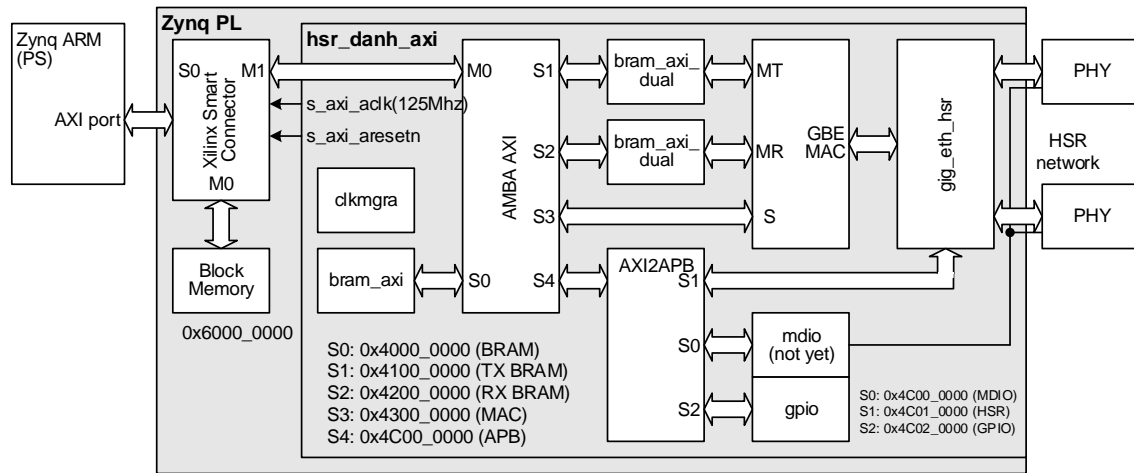 Zynq PL
Zynq ARM
(PS)
AXI port
S0
M1
Xilinx Smart
Connector
M0
s_axi_aclk(125Mhz)
s_axi_aresetn
Block
Memory
0x6000_0000
hsr_danh_axi
clkmgra
bram_axi
M0
S1
S2
AMBA AXI
S3
S0
S4
bram_axi_
dual
bram_axi_
dual
MT
GBE
MAC
MR
S
gig_eth_hsr
PHY
HSR
network
PHY
AXI2APB
S1
S0
S2
mdio
(not yet)
gpio
S0: 0x4000_0000 (BRAM)
S1: 0x4100_0000 (TX BRAM)
S2: 0x4200_0000 (RX BRAM)
S3: 0x4300_0000 (MAC)
S4: 0x4C00_0000 (APB)
S0: 0x4C00_0000 (MDIO)
S1: 0x4C01_0000 (HSR)
S2: 0x4C02_0000 (GPIO)